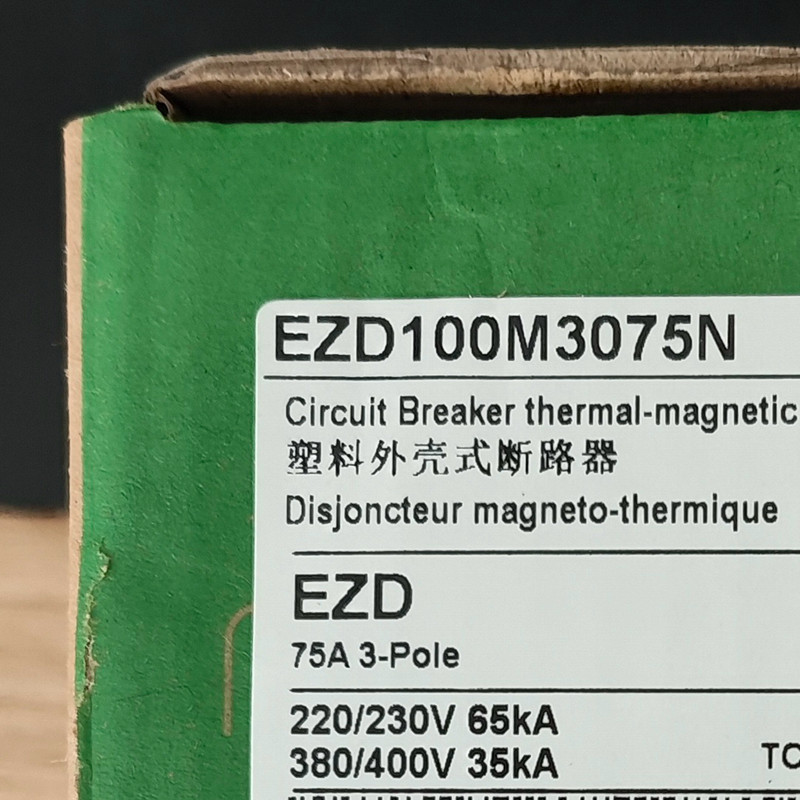 EZD100M3075N
Circuit Breaker thermal-magnetic
塑料外壳式断路器
Disjoncteur magneto-thermique
EZD
75A 3-Pole
220/230V 65kA
380/400V 35kA
TC